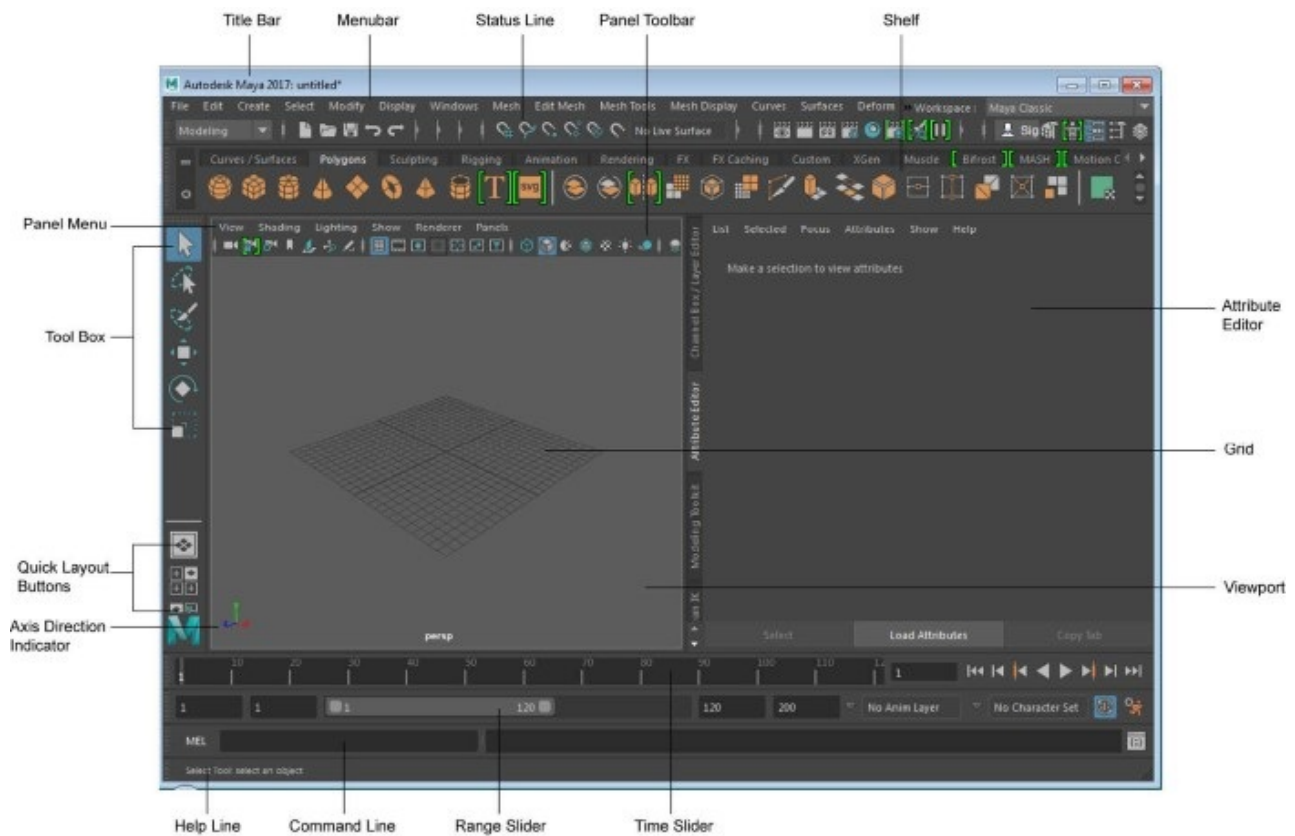 Title Bar Menubar Status Line Panel Toolbar Shelf
Autodesk Maya 2017: untitled*
File Edit Create Select Modify Display Windows Mesh Edit Mesh Mesh Tools Mesh Display Curves Surfaces Deform » Workspace: Maya Classic
Modeling No Live Surface Sig
Curves / Surfaces Polygons Sculpting Rigging Animation Rendering FX FX Caching Custom XGen Muscle Bifrost MASH Motion G
T svg
Panel Menu
View Shading Lighting Show Renderer Panels
List Selected Focus Attributes Show Help
Make a selection to view attributes
Channel Box / Layer Editor
Attribute Editor
Modeling Toolkit
Tool Box
Attribute
Editor
Grid
Quick Layout
Buttons
Viewport
Axis Direction
Indicator
persp
Select Load Attributes Copy Tab
10 20 30 40 50 60 70 80 90 100 110 12
1 1
1 1 1 120 120 200 No Anim Layer No Character Set
MEL
Select Tool: select an object
Help Line Command Line Range Slider Time Slider